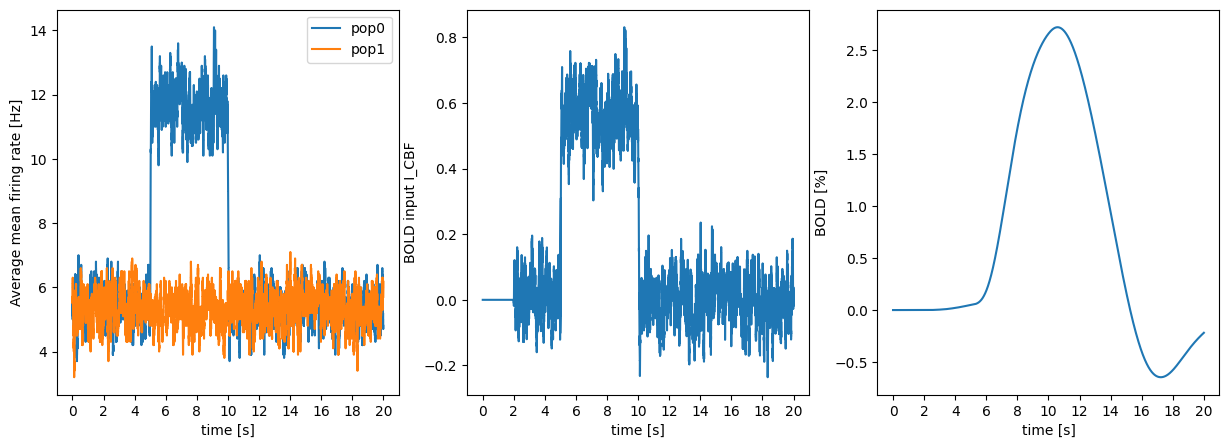 Average mean firing rate [Hz]
14
12
10
8
6
4
pop0
pop1
0 2 4 6 8 10 12 14 16 18 20
time [s]
BOLD input I_CBF
0.8
0.6
0.4
0.2
0.0
−0.2
0 2 4 6 8 10 12 14 16 18 20
time [s]
BOLD [%]
2.5
2.0
1.5
1.0
0.5
0.0
−0.5
0 2 4 6 8 10 12 14 16 18 20
time [s]